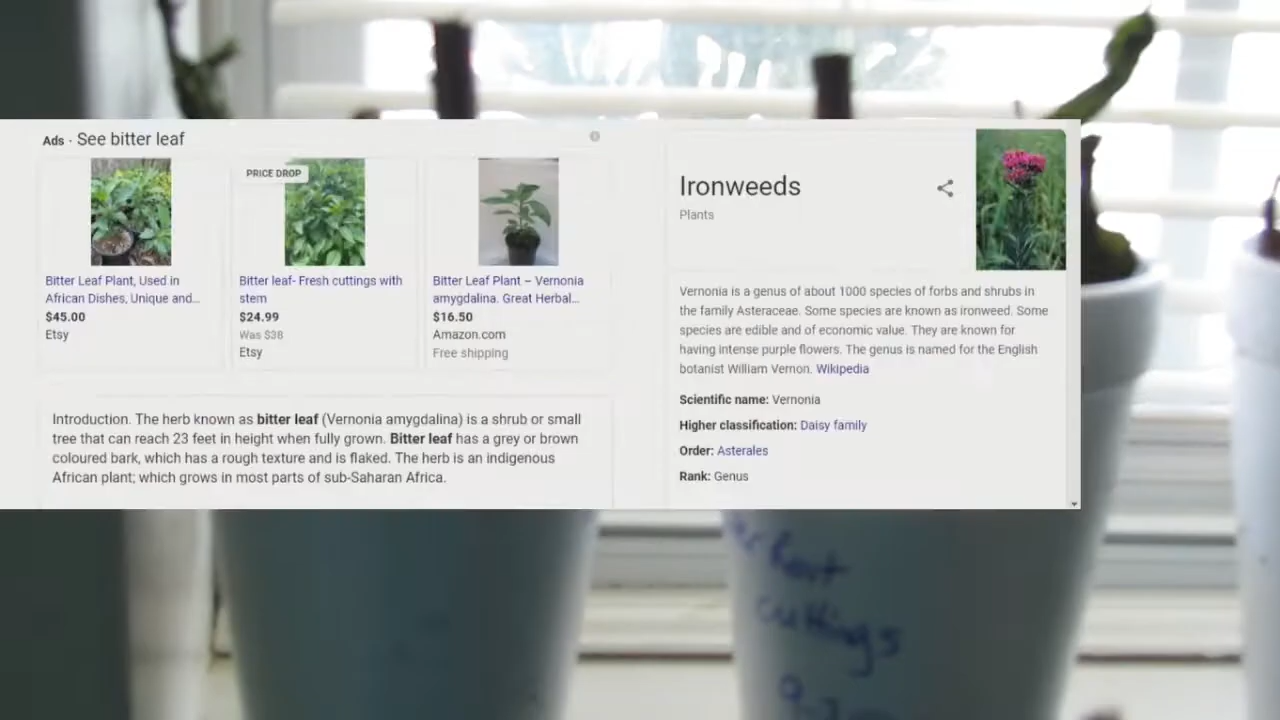 Ads · See bitter leaf
PRICE DROP
Bitter Leaf Plant, Used in
African Dishes, Unique and...
$45.00
Etsy
Bitter leaf- Fresh cuttings with
stem
$24.99
Was $38
Etsy
Bitter Leaf Plant – Vernonia
amygdalina. Great Herbal...
$16.50
Amazon.com
Free shipping
Introduction. The herb known as bitter leaf (Vernonia amygdalina) is a shrub or small
tree that can reach 23 feet in height when fully grown. Bitter leaf has a grey or brown
coloured bark, which has a rough texture and is flaked. The herb is an indigenous
African plant; which grows in most parts of sub-Saharan Africa.
Ironweeds
Plants
Vernonia is a genus of about 1000 species of forbs and shrubs in
the family Asteraceae. Some species are known as ironweed. Some
species are edible and of economic value. They are known for
having intense purple flowers. The genus is named for the English
botanist William Vernon. Wikipedia
Scientific name: Vernonia
Higher classification: Daisy family
Order: Asterales
Rank: Genus
cuttings